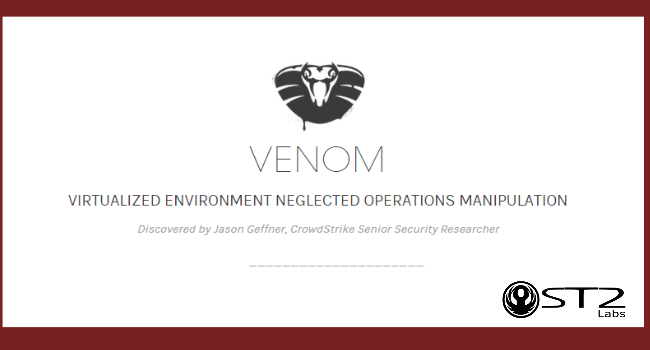 VENOM
VIRTUALIZED ENVIRONMENT NEGLECTED OPERATIONS MANIPULATION
Discovered by Jason Geffner, CrowdStrike Senior Security Researcher
ST2
Labs